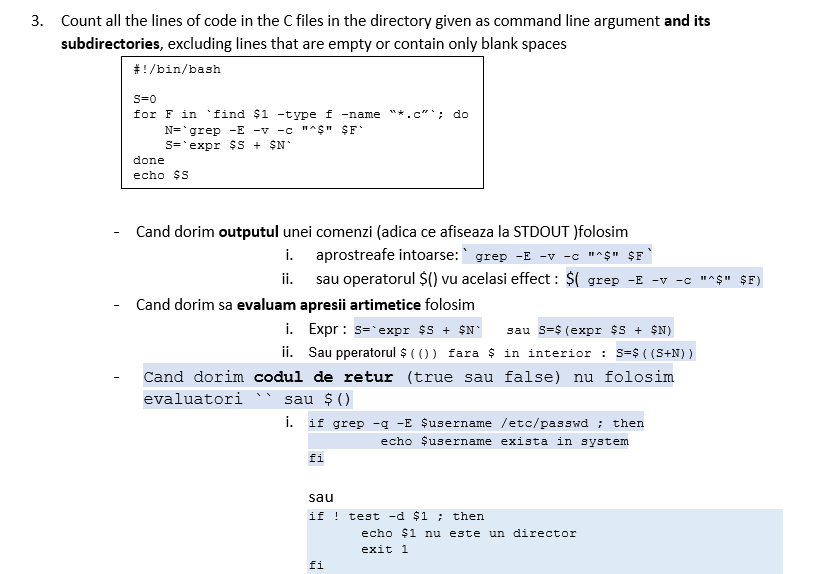 3. Count all the lines of code in the C files in the directory given as command line argument and its
subdirectories, excluding lines that are empty or contain only blank spaces
#!/bin/bash
S=0
for F in `find $1 -type f -name “*.c”`; do
N=`grep -E -v -c "^$" $F`
S=`expr $S + $N`
done
echo $S
- Cand dorim outputul unei comenzi (adica ce afiseaza la STDOUT )folosim
i. aprostreafe intoarse: ` grep -E -v -c "^$" $F`
ii. sau operatorul $() vu acelasi effect : $( grep -E -v -c "^$" $F)
- Cand dorim sa evaluam apresii artimetice folosim
i. Expr : S=`expr $S + $N` sau S=$(expr $S + $N)
ii. Sau pperatorul $(()) fara $ in interior : S=$((S+N))
- Cand dorim codul de retur (true sau false) nu folosim
evaluatori `` sau $()
i. if grep -q -E $username /etc/passwd ; then
echo $username exista in system
fi
sau
if ! test -d $1 ; then
echo $1 nu este un director
exit 1
fi